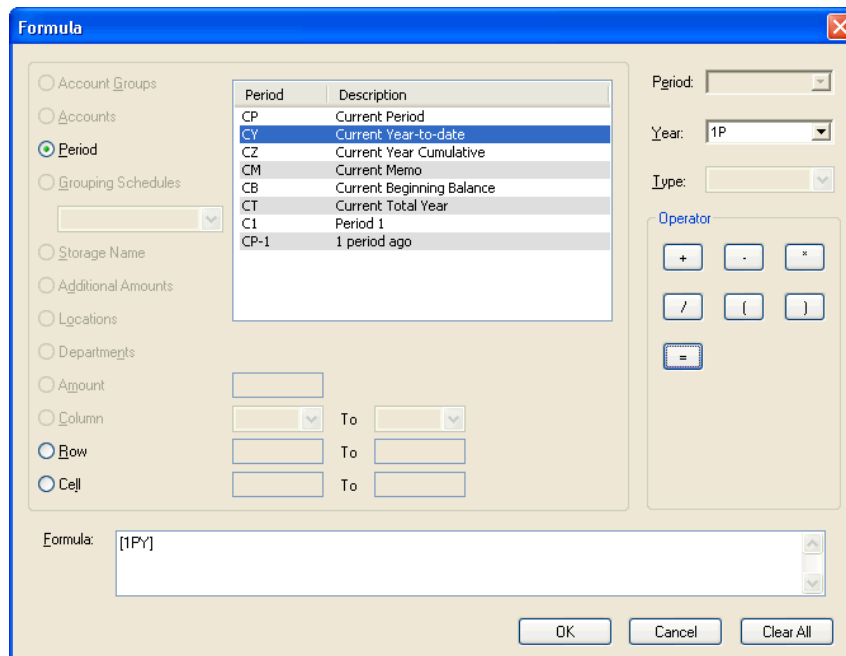 Formula
Account Groups
Accounts
Period
Grouping Schedules
Storage Name
Additional Amounts
Locations
Departments
Amount
Column To
Row To
Cell To
Period Description
CP Current Period
CY Current Year-to-date
CZ Current Year Cumulative
CM Current Memo
CB Current Beginning Balance
CT Current Total Year
C1 Period 1
CP-1 1 period ago
Period:
Year: 1P
Type:
Operator
+ - *
/ ( )
=
Formula: [1PY]
OK Cancel Clear All